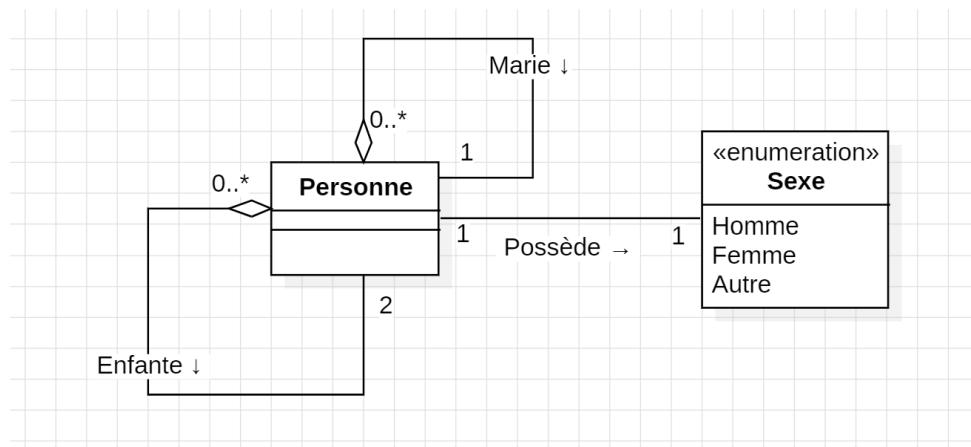 Marie ↓
0..*
1
0..*
Personne
1
Possède →
1
2
Enfante ↓
«enumeration»
Sexe
Homme
Femme
Autre